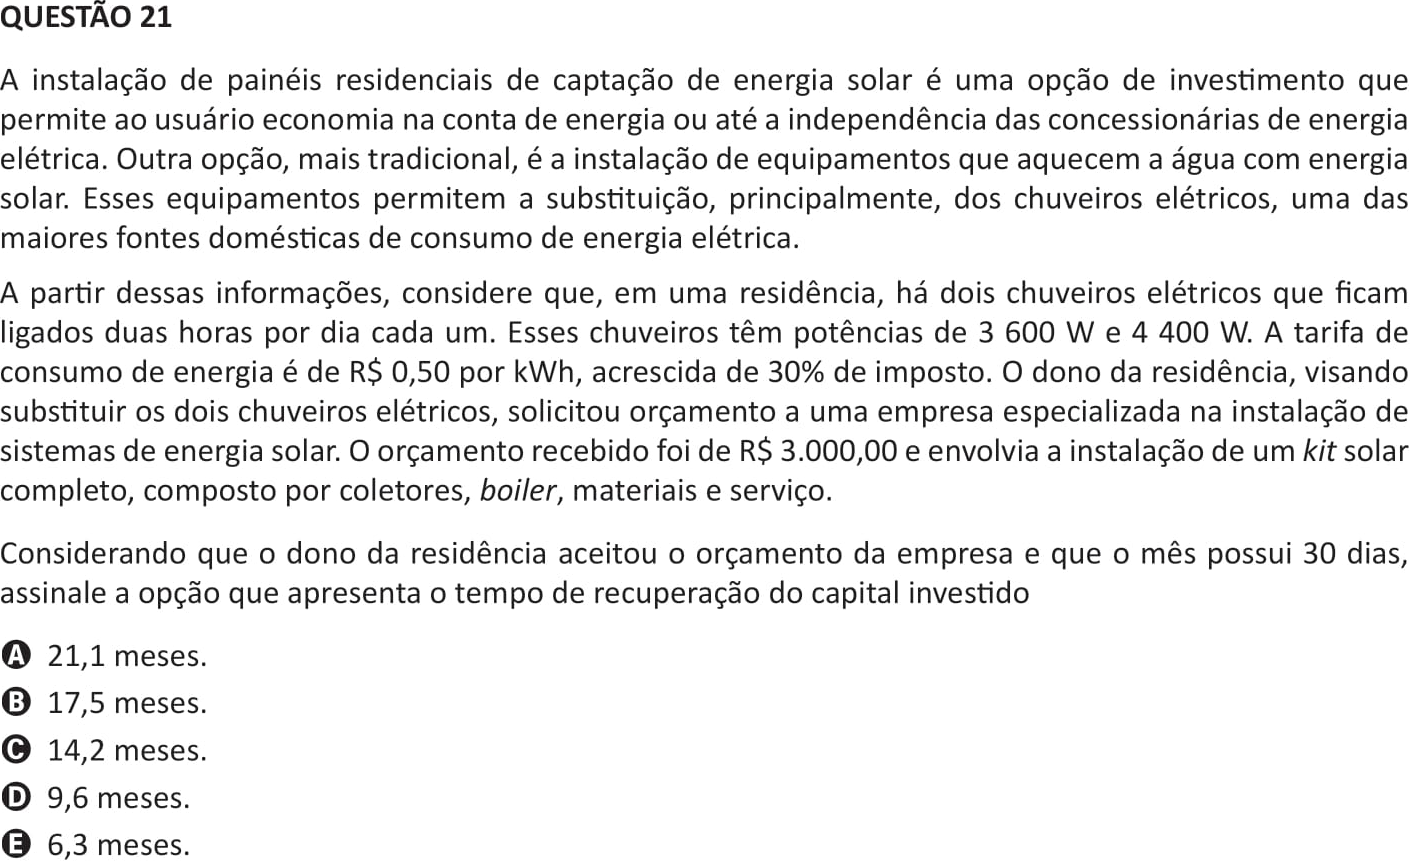 QUESTÃO 21
A instalação de painéis residenciais de captação de energia solar é uma opção de investimento que
permite ao usuário economia na conta de energia ou até a independência das concessionárias de energia
elétrica. Outra opção, mais tradicional, é a instalação de equipamentos que aquecem a água com energia
solar. Esses equipamentos permitem a substituição, principalmente, dos chuveiros elétricos, uma das
maiores fontes domésticas de consumo de energia elétrica.
A partir dessas informações, considere que, em uma residência, há dois chuveiros elétricos que ficam
ligados duas horas por dia cada um. Esses chuveiros têm potências de 3 600 W e 4 400 W. A tarifa de
consumo de energia é de R$ 0,50 por kWh, acrescida de 30% de imposto. O dono da residência, visando
substituir os dois chuveiros elétricos, solicitou orçamento a uma empresa especializada na instalação de
sistemas de energia solar. O orçamento recebido foi de R$ 3.000,00 e envolvia a instalação de um kit solar
completo, composto por coletores, boiler, materiais e serviço.
Considerando que o dono da residência aceitou o orçamento da empresa e que o mês possui 30 dias,
assinale a opção que apresenta o tempo de recuperação do capital investido
A 21,1 meses.
B 17,5 meses.
C 14,2 meses.
D 9,6 meses.
E 6,3 meses.